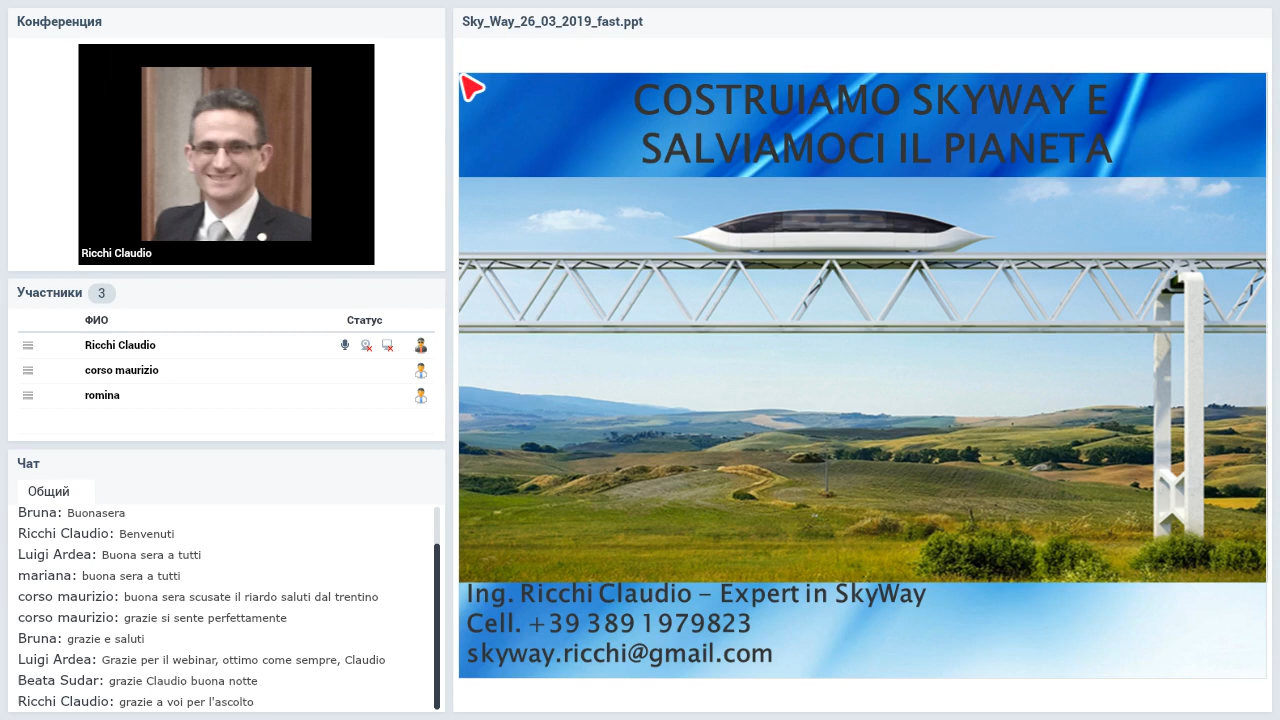 Конференция
Ricchi Claudio
Участники 3
ФИО Статус
Ricchi Claudio
corso maurizio
romina
Чат
Общий
Bruna: Buonasera
Ricchi Claudio: Benvenuti
Luigi Ardea: Buona sera a tutti
mariana: buona sera a tutti
corso maurizio: buona sera scusate il riardo saluti dal trentino
corso maurizio: grazie si sente perfettamente
Bruna: grazie e saluti
Luigi Ardea: Grazie per il webinar, ottimo come sempre, Claudio
Beata Sudar: grazie Claudio buona notte
Ricchi Claudio: grazie a voi per l'ascolto
Sky_Way_26_03_2019_fast.ppt
COSTRUIAMO SKYWAY E
SALVIAMOCI IL PIANETA
Ing. Ricchi Claudio – Expert in SkyWay
Cell. +39 389 1979823
skyway.ricchi@gmail.com